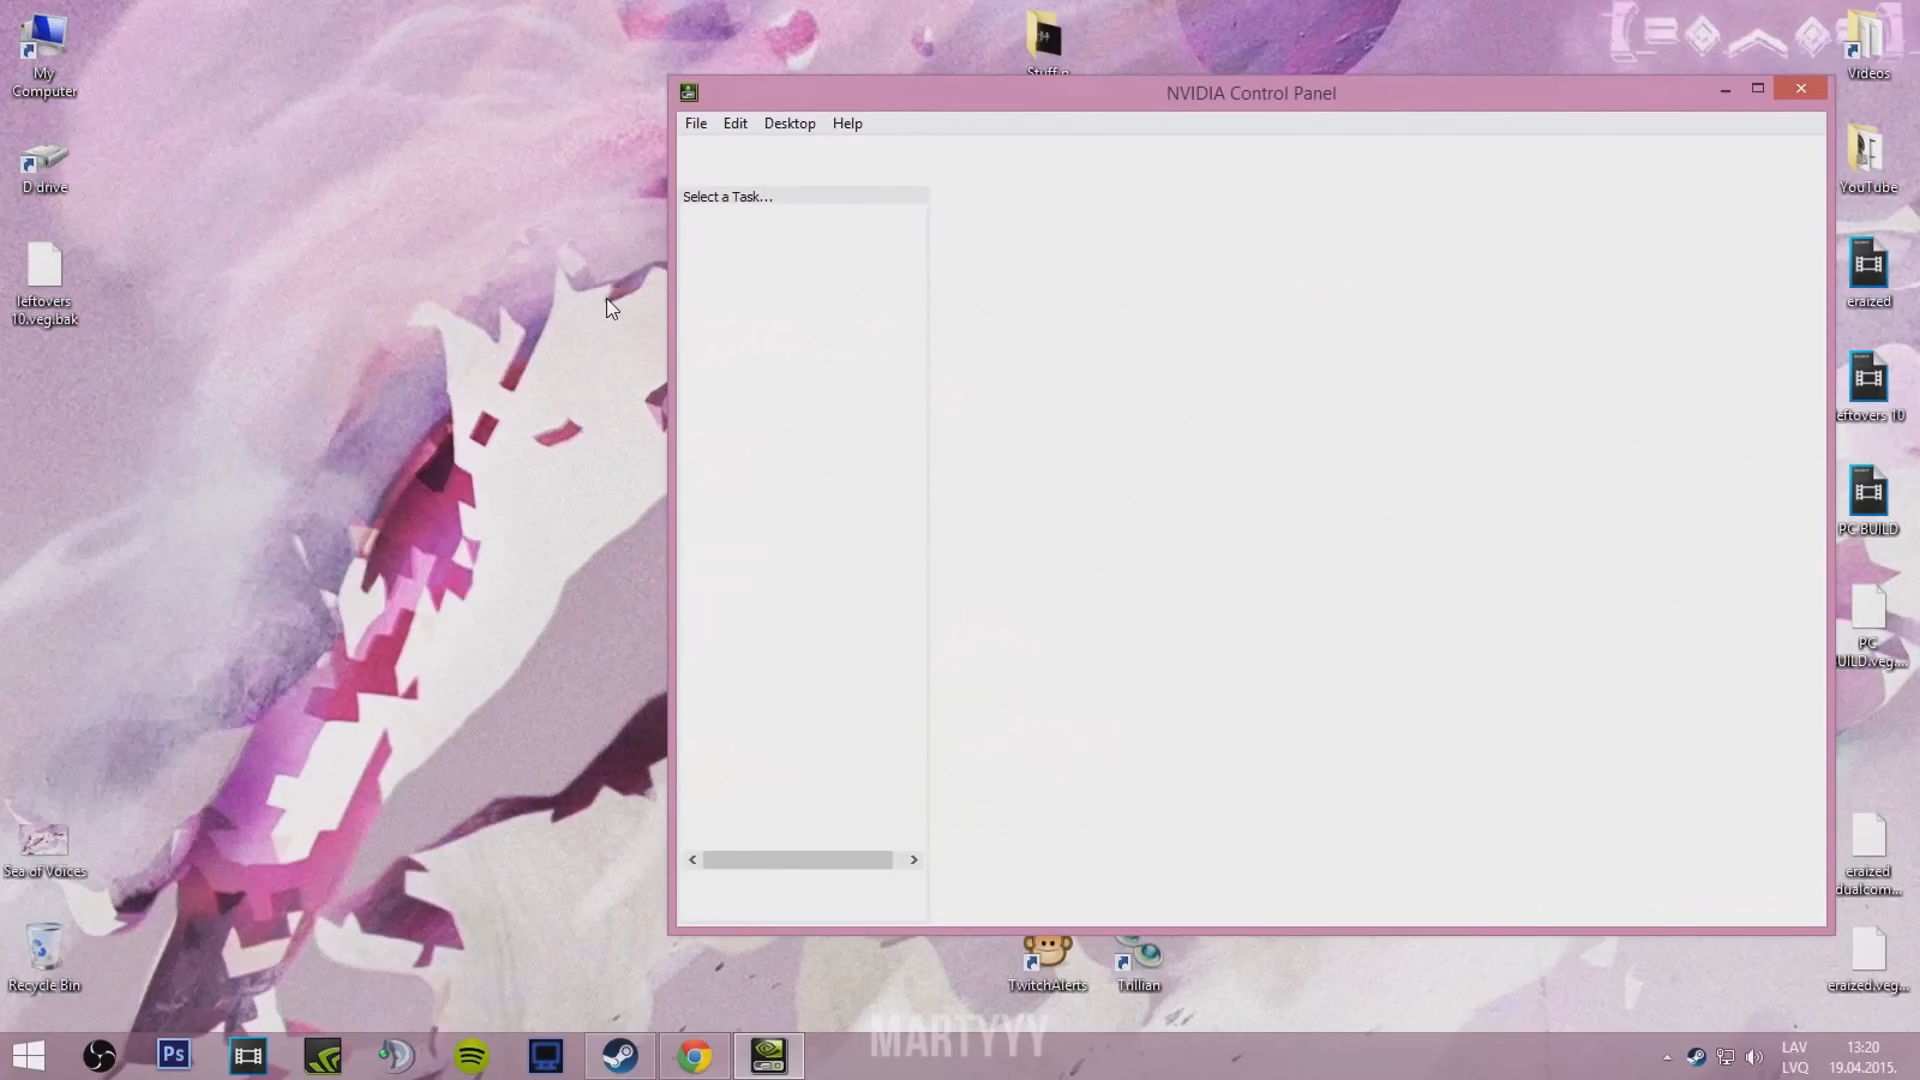 My
Computer
D drive
leftovers
10.veg.bak
Sea of Voices
Recycle Bin
NVIDIA Control Panel
File Edit Desktop Help
Select a Task...
Videos
YouTube
eraized
eftovers 10
PC BUILD
PC
UILD.veg....
eraized
dualcom...
eraized.veg...
TwitchAlerts
Trillian
MARTYYY
Ps
LAV
LVQ
13:20
19.04.2015.